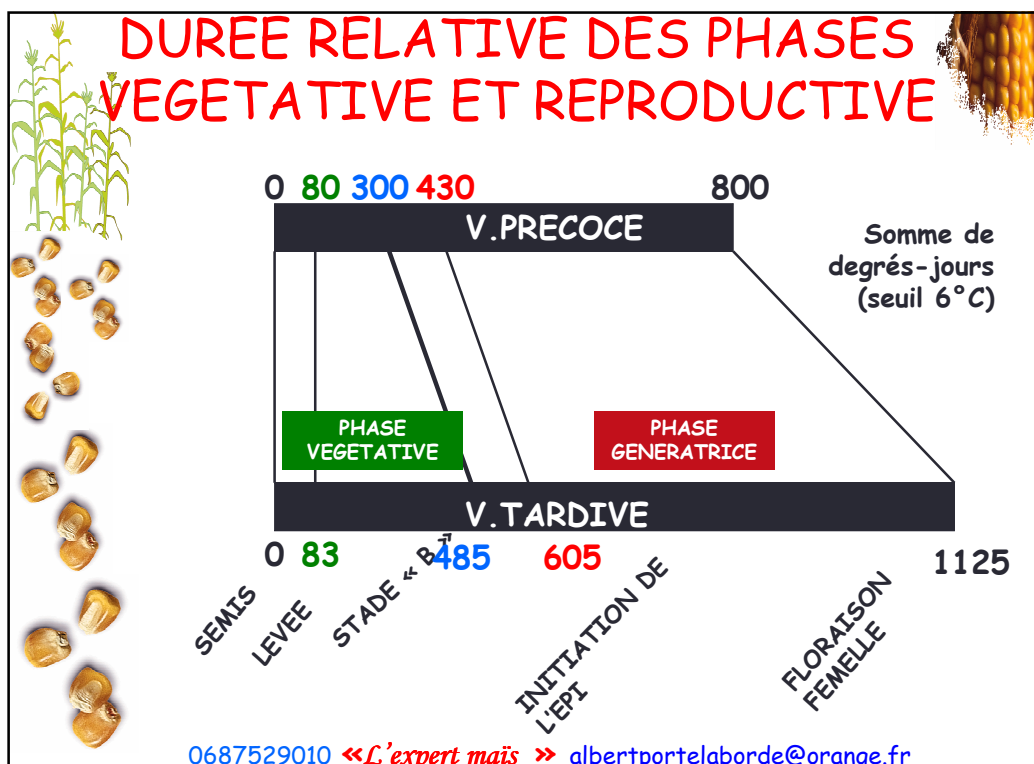 DUREE RELATIVE DES PHASES
VEGETATIVE ET REPRODUCTIVE
0 80 300 430 800
V.PRECOCE
Somme de
degrés-jours
(seuil 6°C)
PHASE
VEGETATIVE
PHASE
GENERATRICE
V.TARDIVE
0 83 485 605 1125
SEMIS
LEVEE
STADE « B »
INITIATION DE
L'EPI
FLORAISON
FEMELLE
0687529010 «L'expert maïs » albertportelaborde@orange.fr